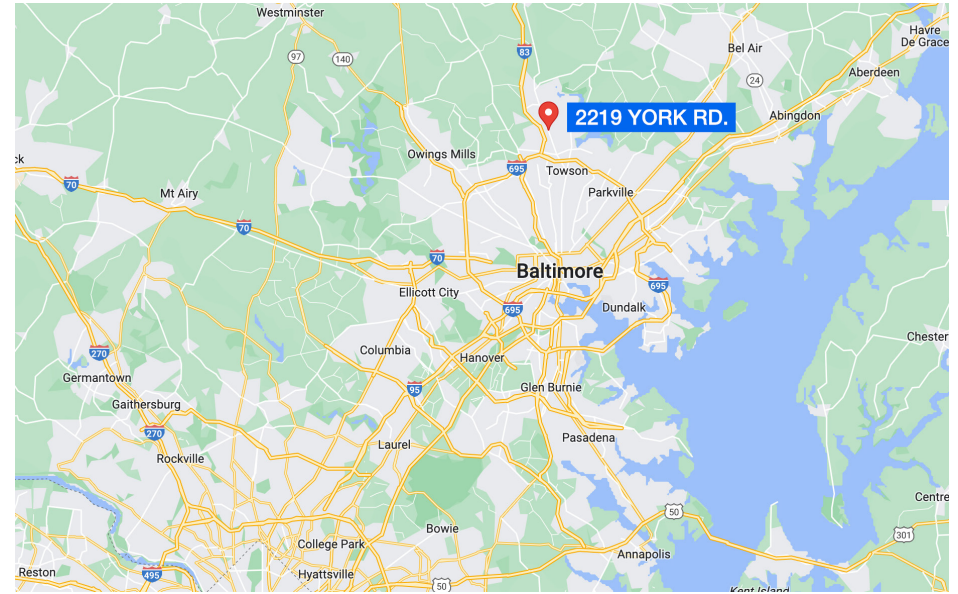 Westminster
Havre
De Grace
83
Bel Air
97
140
24
Aberdeen
2219 YORK RD.
Abingdon
Owings Mills
ck
695
Towson
70
Mt Airy
Parkville
70
70
Baltimore
695
Ellicott City
695
Dundalk
Chester
270
Columbia
Hanover
Germantown
95
Glen Burnie
Gaithersburg
270
Pasadena
Laurel
Rockville
Centre
50
Bowie
301
College Park
Annapolis
Reston
495
Hyattsville
50
Kent Island